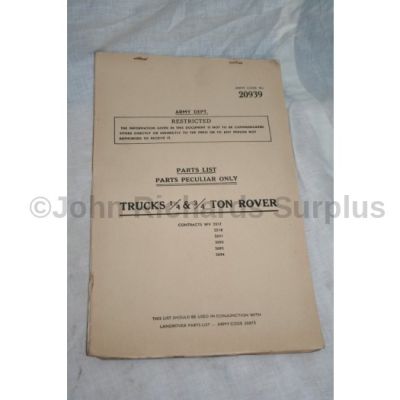 ARMY CODE No.
20939
ARMY DEPT.
RESTRICTED
THE INFORMATION GIVEN IN THIS DOCUMENT IS NOT TO BE COMMUNICATED
EITHER DIRECTLY OR INDIRECTLY TO THE PRESS OR TO ANY PERSON NOT
AUTHORISED TO RECEIVE IT.
PARTS LIST
PARTS PECULIAR ONLY
TRUCKS 1/4 & 3/4 TON ROVER
©John Richards Surplus
CONTRACTS WV
THIS LIST SHOULD BE USED IN CONJUNCTION WITH
LANDROVER PARTS LIST – ARMY CODE